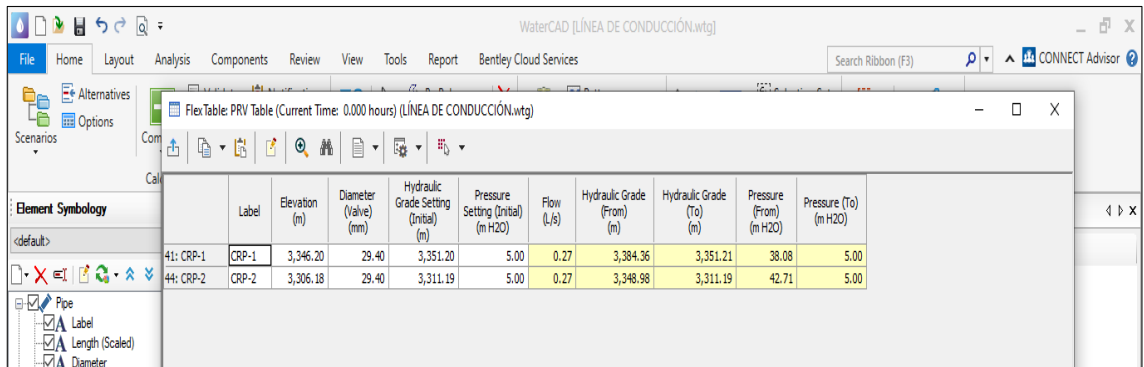 WaterCAD [LÍNEA DE CONDUCCIÓN.wtg]
File Home Layout Analysis Components Review View Tools Report Bentley Cloud Services Search Ribbon (F3) CONNECT Advisor
Alternatives
Options
Scenarios
FlexTable: PRV Table (Current Time: 0.000 hours) (LÍNEA DE CONDUCCIÓN.wtg)
Label Elevation (m) Diameter (Valve) (mm) Hydraulic Grade Setting (Initial) (m) Pressure Setting (Initial) (m H2O) Flow (L/s) Hydraulic Grade (From) (m) Hydraulic Grade (To) (m) Pressure (From) (m H2O) Pressure (To) (m H2O)
41: CRP-1 CRP-1 3,346.20 29.40 3,351.20 5.00 0.27 3,384.36 3,351.21 38.08 5.00
44: CRP-2 CRP-2 3,306.18 29.40 3,311.19 5.00 0.27 3,348.98 3,311.19 42.71 5.00
Element Symbology
<default>
Pipe
Label
Length (Scaled)
Diameter